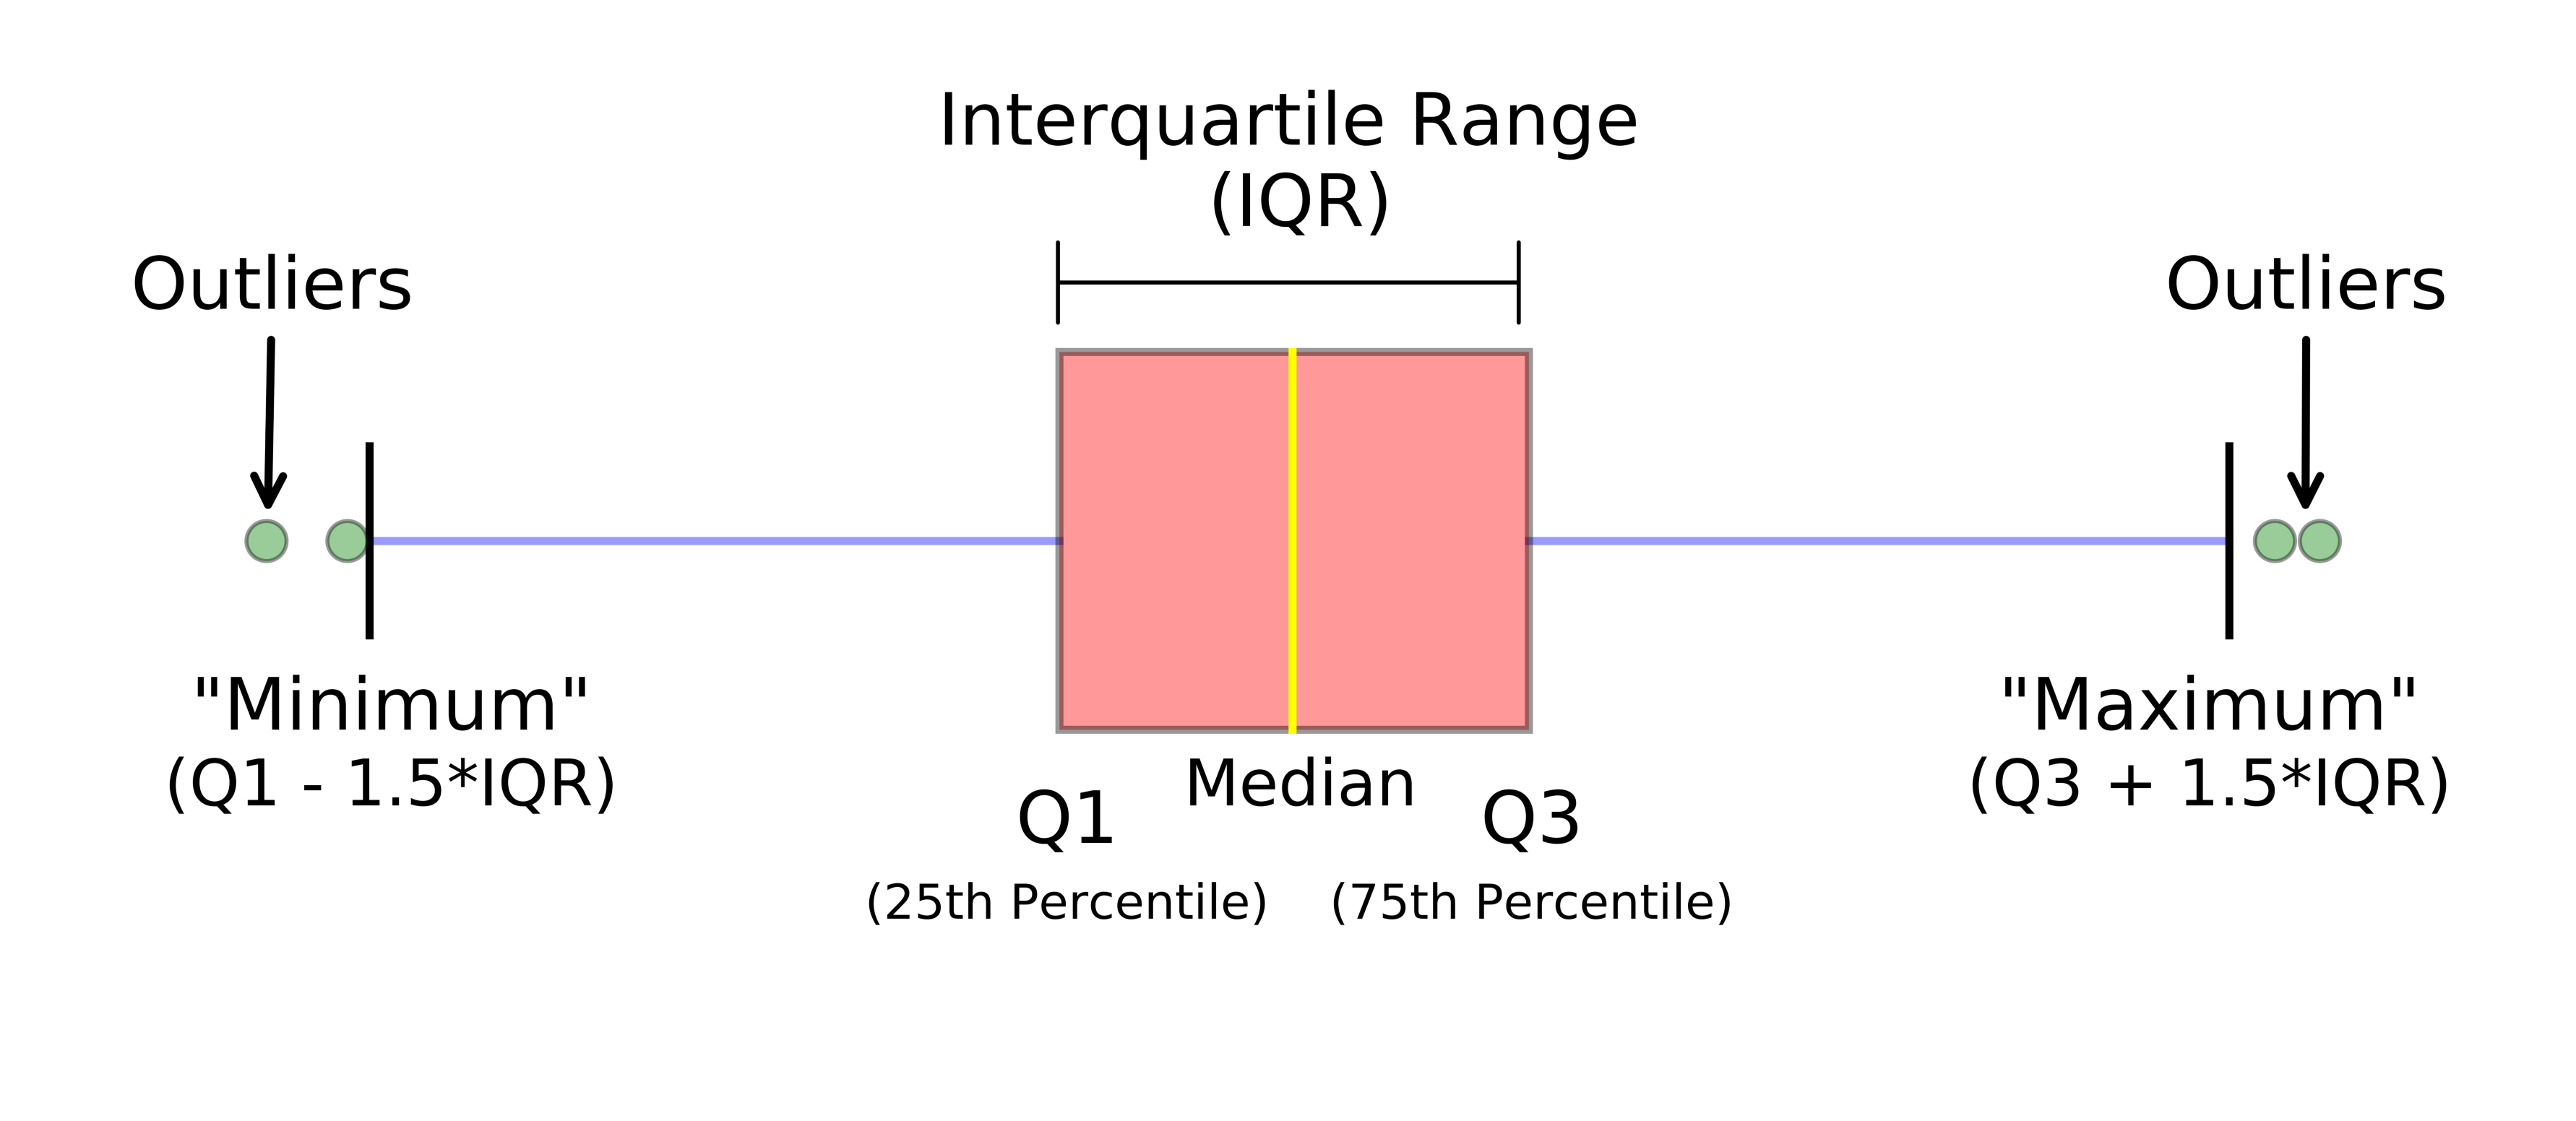 Interquartile Range
(IQR)
Outliers
Outliers
"Minimum"
(Q1 - 1.5*IQR)
"Maximum"
(Q3 + 1.5*IQR)
Median
Q1
Q3
(25th Percentile)
(75th Percentile)